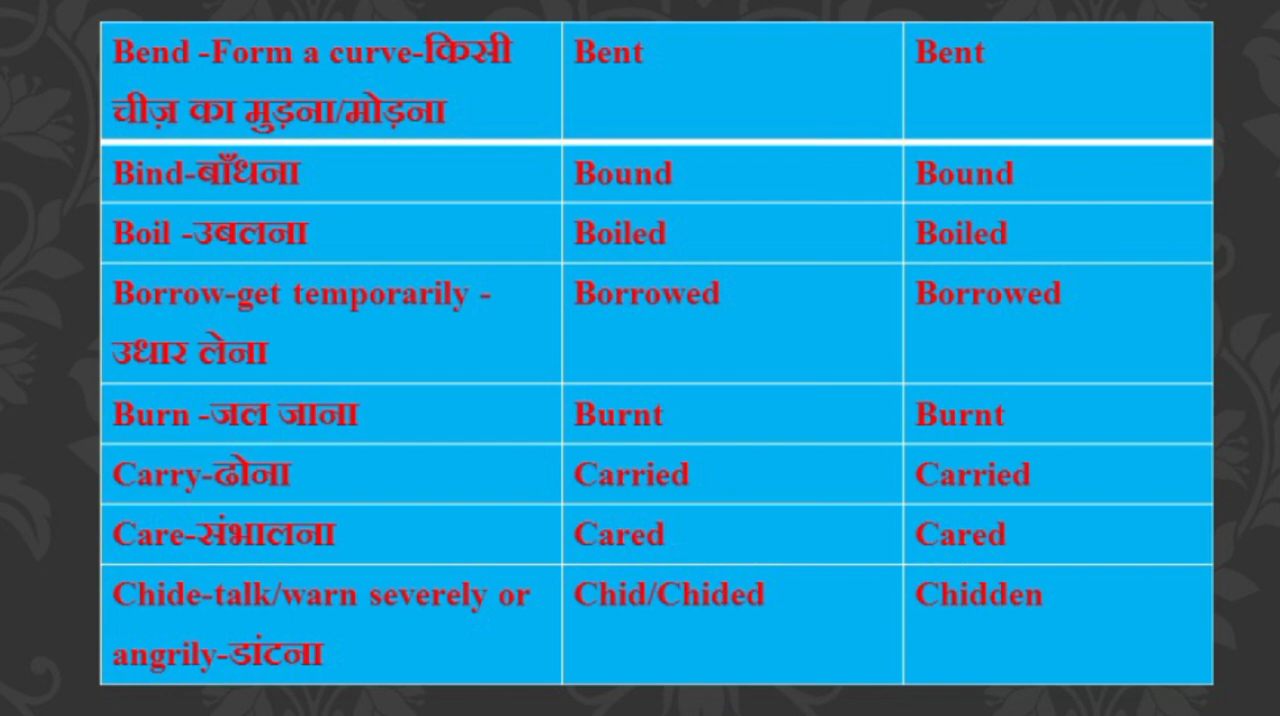 Bend -Form a curve-किसी Bent Bent
चीज़ का मुड़ना/मोड़ना
Bind-बाँधना Bound Bound
Boil -उबलना Boiled Boiled
Borrow-get temporarily - Borrowed Borrowed
उधार लेना
Burn -जल जाना Burnt Burnt
Carry-ढोना Carried Carried
Care-संभालना Cared Cared
Chide-talk/warn severely or Chid/Chided Chidden
angrily-डांटना